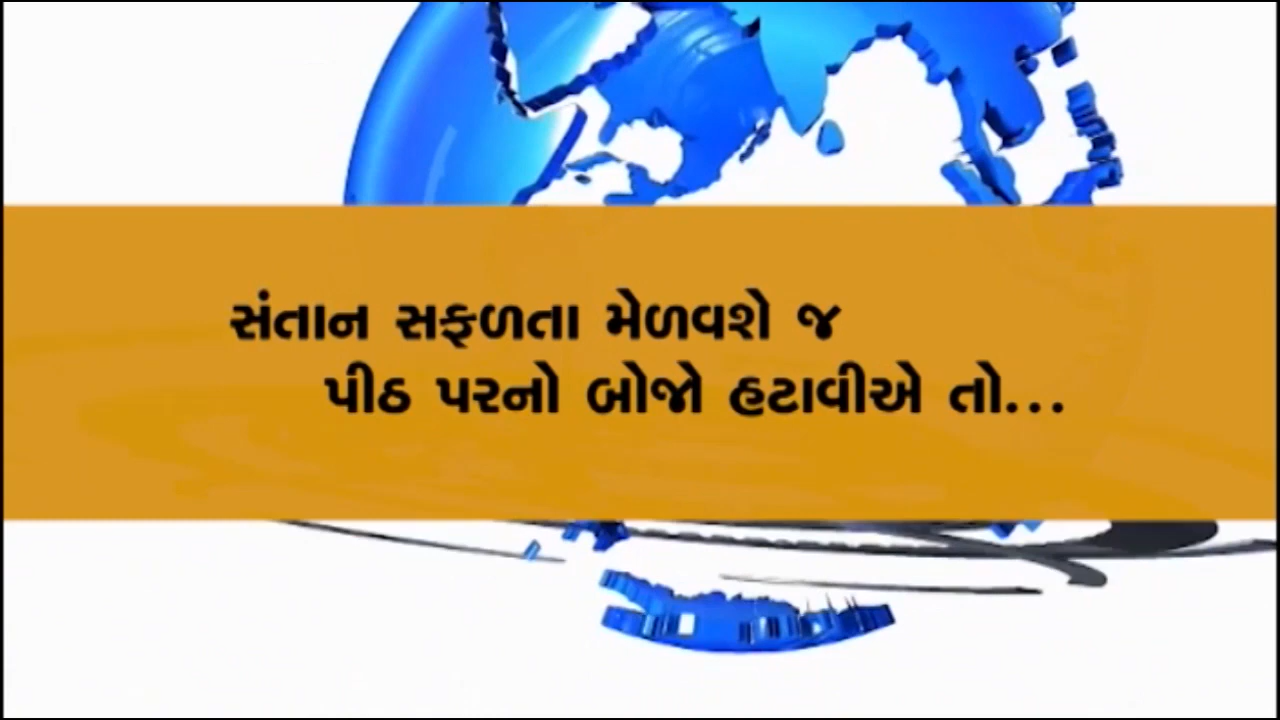 સંતાન સફળતા મેળવશે જ
પીઠ પરનો બોજો હટાવીએ તો...